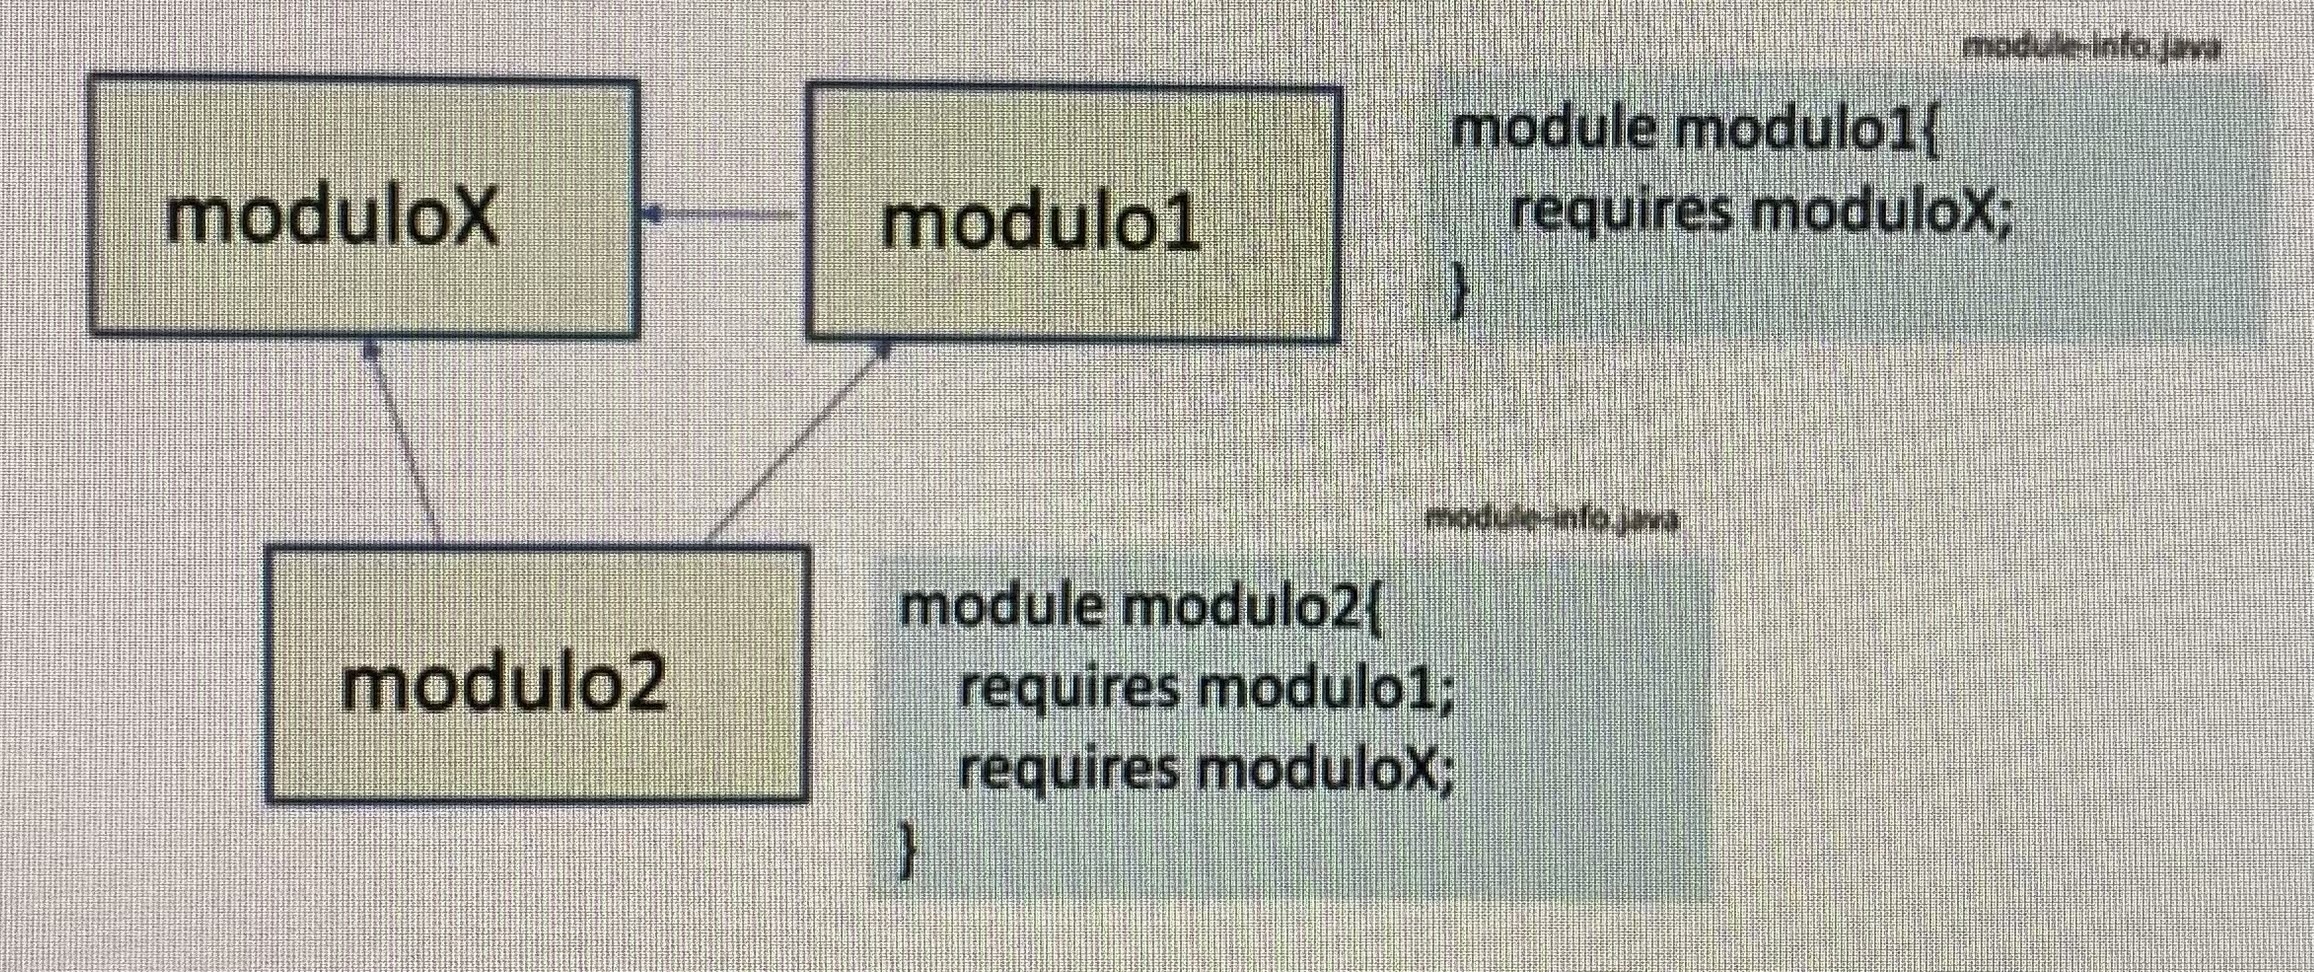 module-info.java
moduloX
modulo1
module modulo1{
requires moduloX;
}
module-info.java
modulo2
module modulo2{
requires modulo1;
requires moduloX;
}